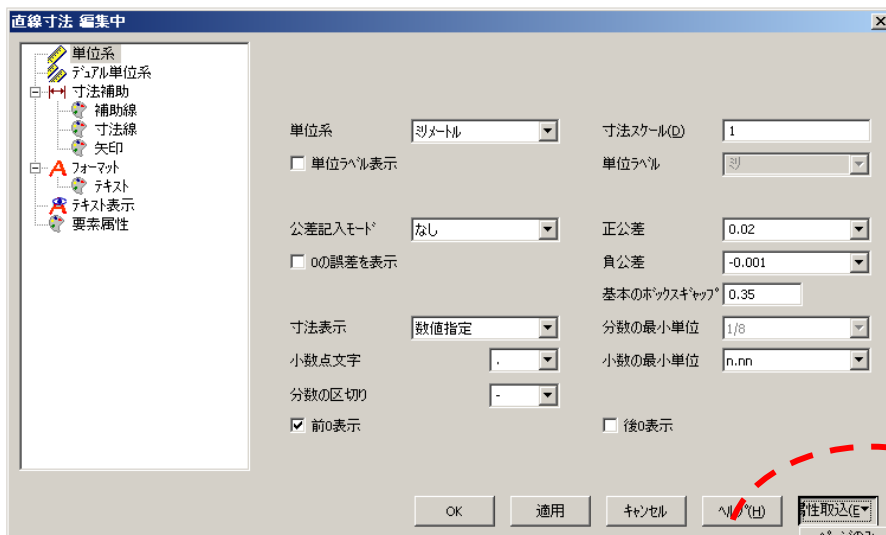 直線寸法 編集中
単位系
ﾃﾞｭｱﾙ単位系
寸法補助
補助線
寸法線
矢印
ﾌｫｰﾏｯﾄ
ﾃｷｽﾄ
ﾃｷｽﾄ表示
要素属性
単位系 ﾐﾘﾒｰﾄﾙ 寸法ｽｹｰﾙ(D) 1
単位ﾗﾍﾞﾙ表示 単位ﾗﾍﾞﾙ ﾐﾘ
公差記入ﾓｰﾄﾞ なし 正公差 0.02
0の誤差を表示 負公差 -0.001
基本のﾎﾞｯｸｽｷﾞｬｯﾌﾟ 0.35
寸法表示 数値指定 分数の最小単位 1/8
小数点文字 . 小数の最小単位 n.nn
分数の区切り -
前0表示 後0表示
OK 適用 ｷｬﾝｾﾙ ﾍﾙﾌﾟ(H) 性取込(E